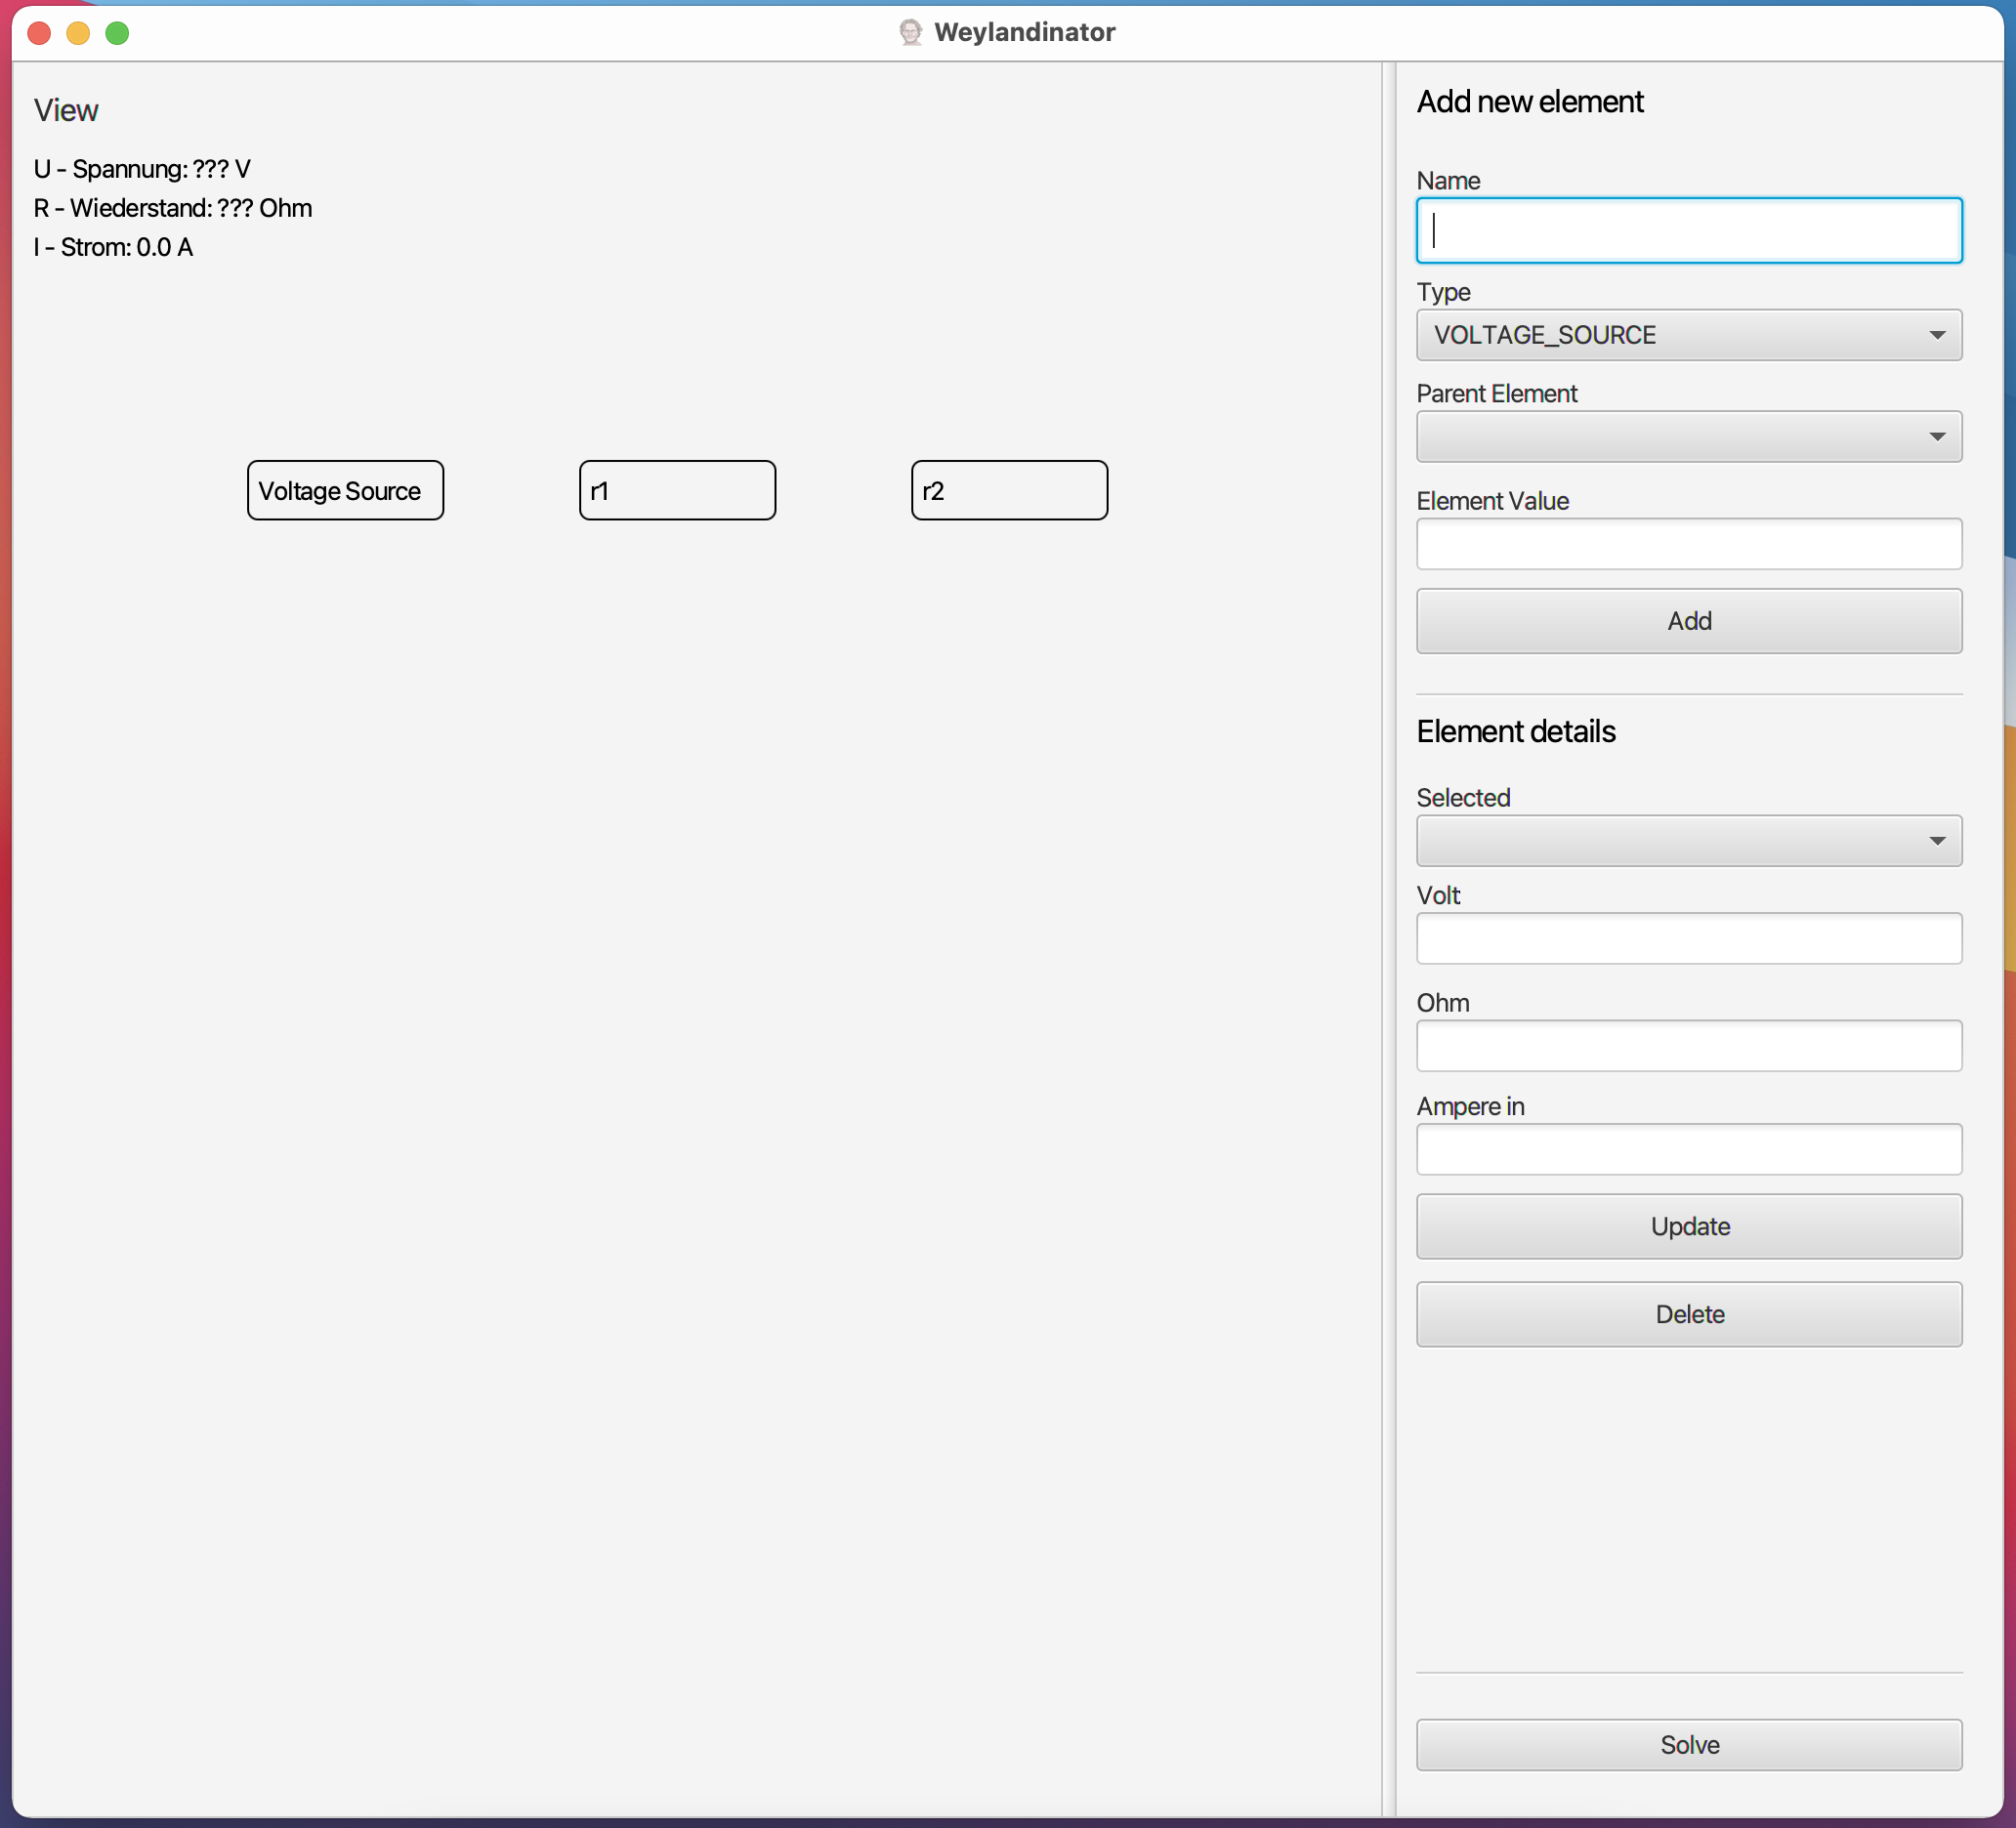 Weylandinator
View
U - Spannung: ??? V
R - Wiederstand: ??? Ohm
I - Strom: 0.0 A
Voltage Source
r1
r2
Add new element
Name
Type
VOLTAGE_SOURCE
Parent Element
Element Value
Add
Element details
Selected
Volt
Ohm
Ampere in
Update
Delete
Solve